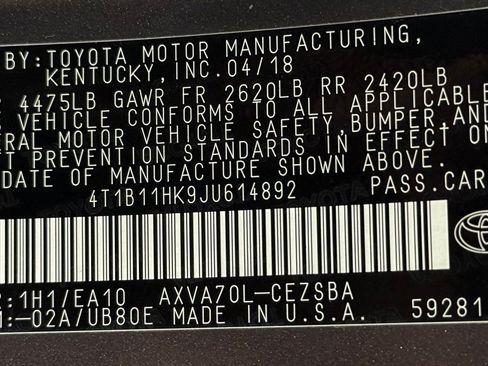 BY:TOYOTA MOTOR MANUFACTURING,
KENTUCKY,INC.04/18
4475LB GAWR FR 2620LB RR 2420LB
VEHICLE CONFORMS TO ALL APPLICABLE
ERAL MOTOR VEHICLE SAFETY,BUMPER,AND
T PREVENTION STANDARDS IN EFFECT ON
DATE OF MANUFACTURE SHOWN ABOVE.
4T1B11HK9JU614892 PASS.CAR
:1H1/EA10 AXVA70L-CEZSBA
:-02A/UB80E MADE IN U.S.A. 59281